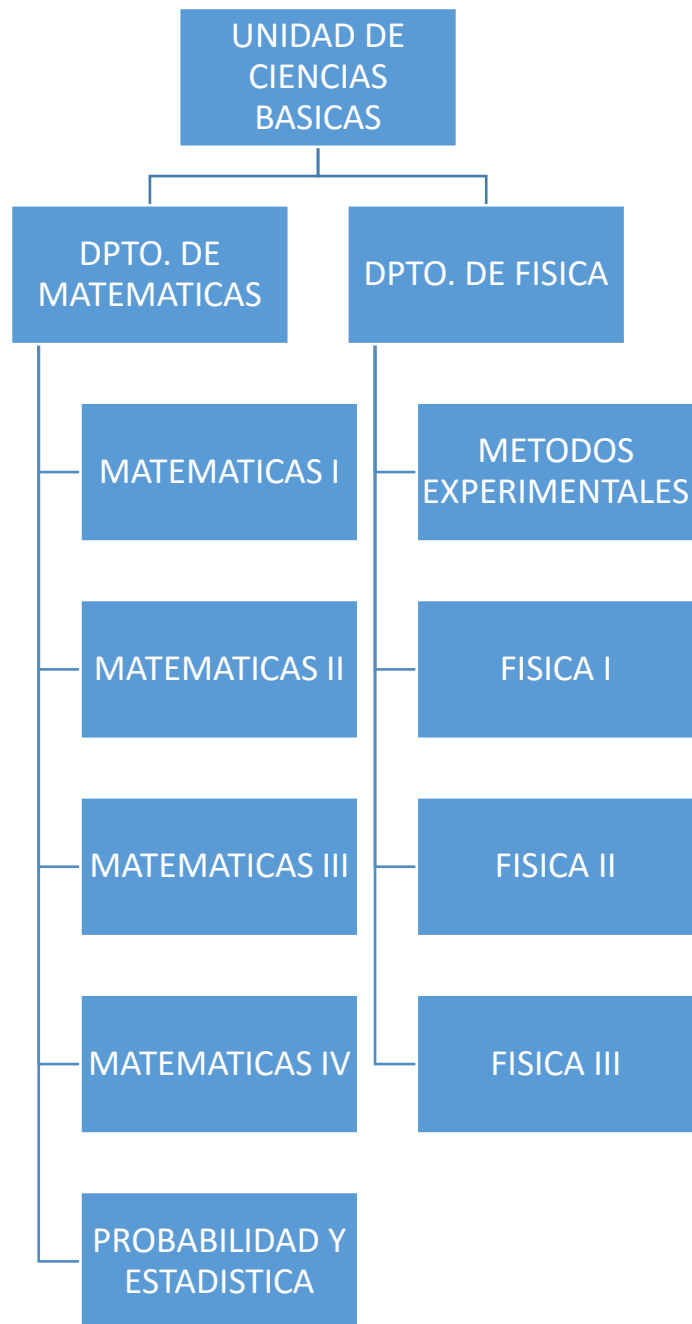 UNIDAD DE
CIENCIAS
BASICAS
DPTO. DE
MATEMATICAS
DPTO. DE FISICA
MATEMATICAS I
METODOS
EXPERIMENTALES
MATEMATICAS II
FISICA I
MATEMATICAS III
FISICA II
MATEMATICAS IV
FISICA III
PROBABILIDAD Y
ESTADISTICA